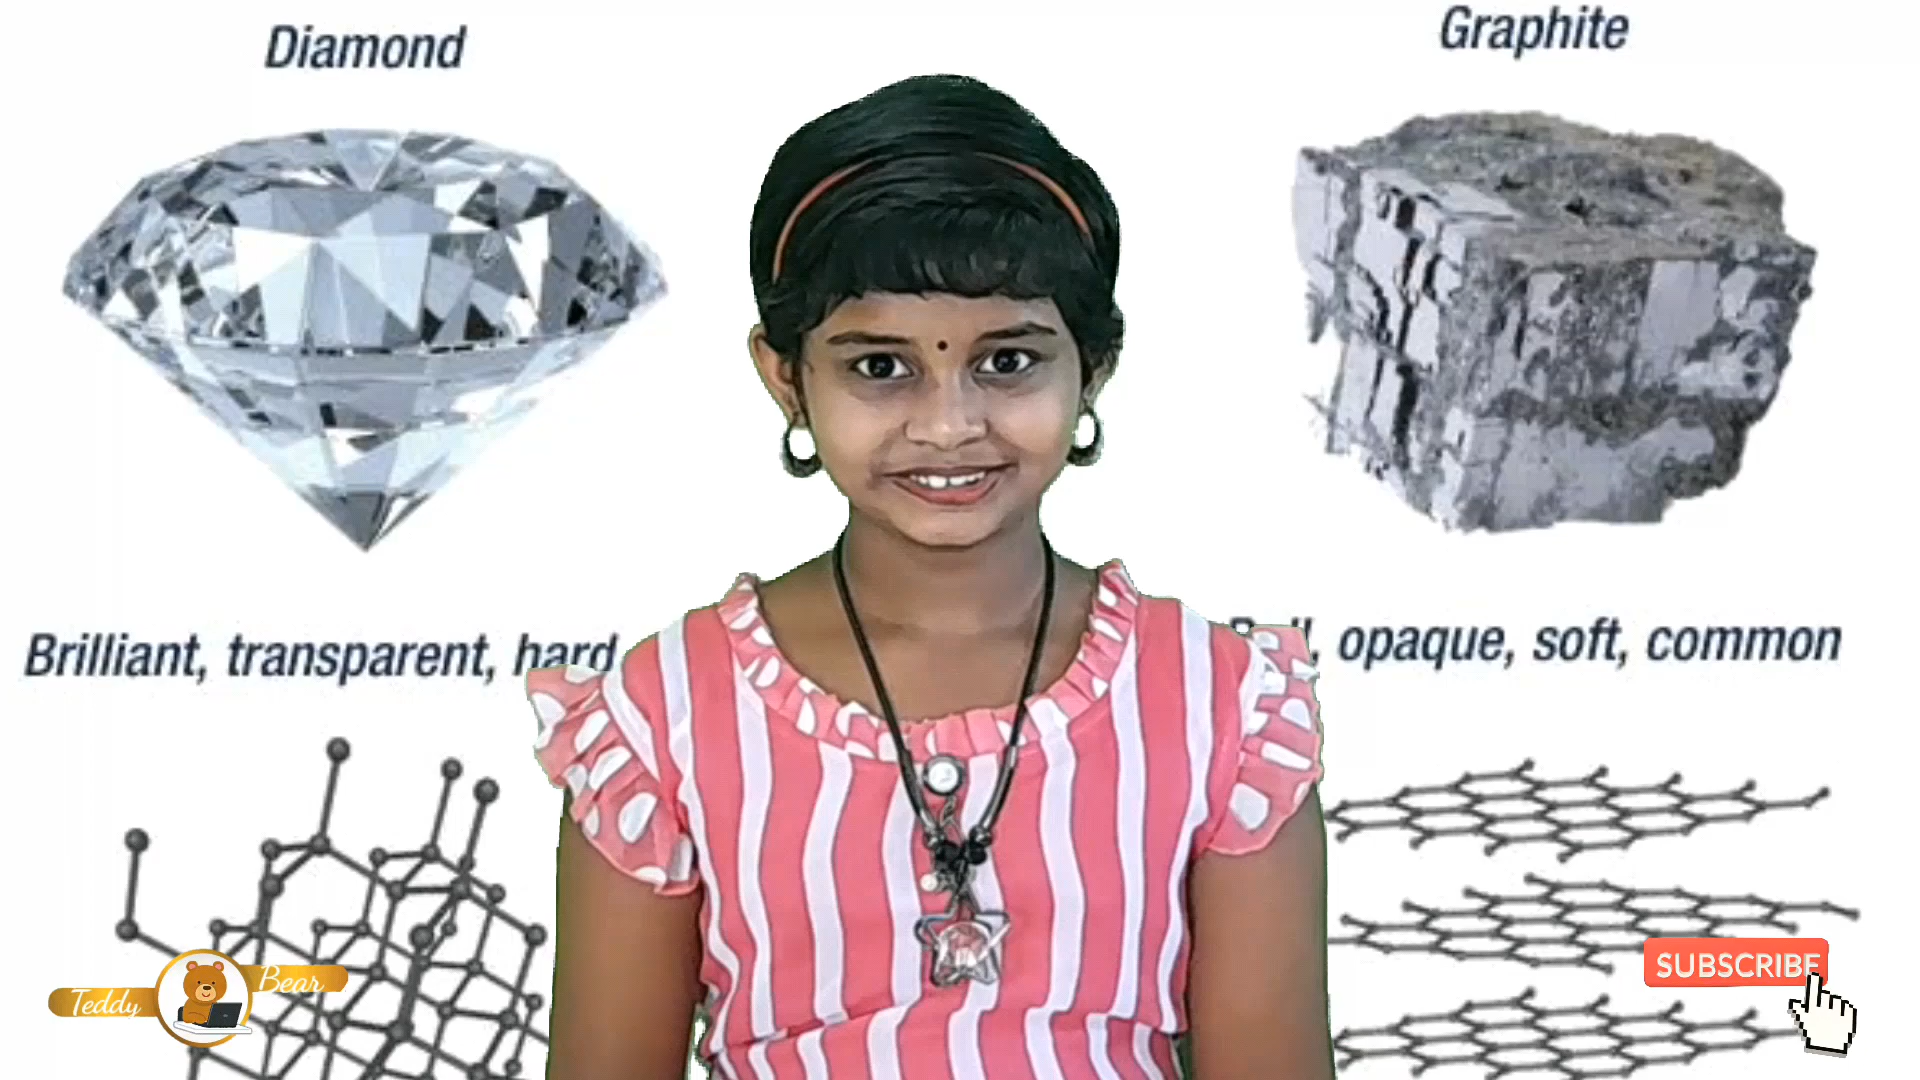 Diamond
Graphite
Brilliant, transparent, hard
opaque, soft, common
Teddy
Bear
SUBSCRIBE